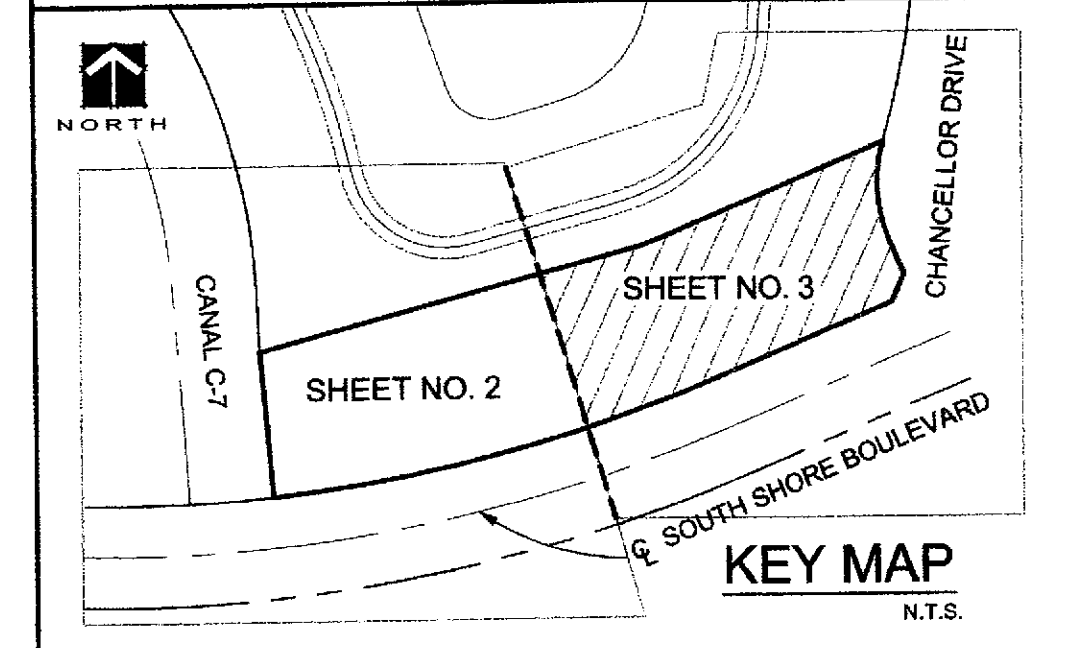 NORTH
CHANCELLOR DRIVE
CANAL C-7
SHEET NO. 3
SHEET NO. 2
℄ SOUTH SHORE BOULEVARD
KEY MAP
N.T.S.